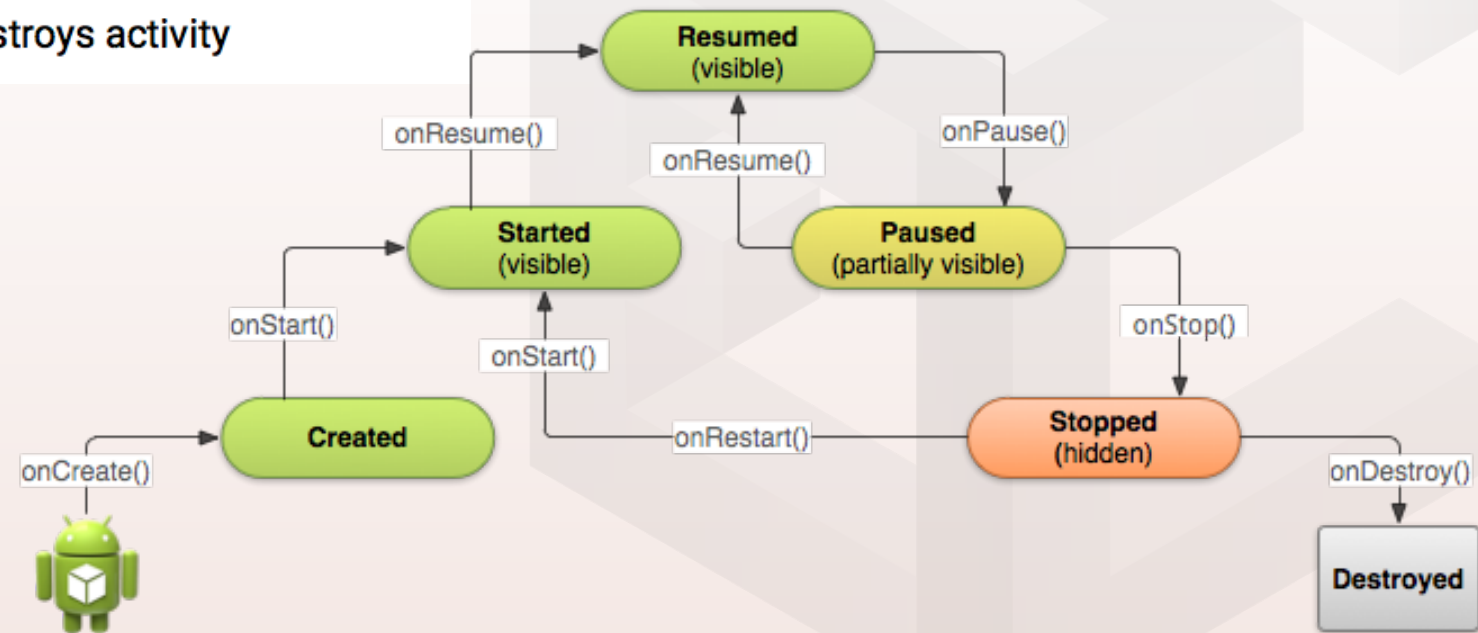 stroys activity
Resumed
(visible)
onResume()
onPause()
onResume()
Started
(visible)
Paused
(partially visible)
onStart()
onStop()
onStart()
Created
onRestart()
Stopped
(hidden)
onCreate()
onDestroy()
Destroyed